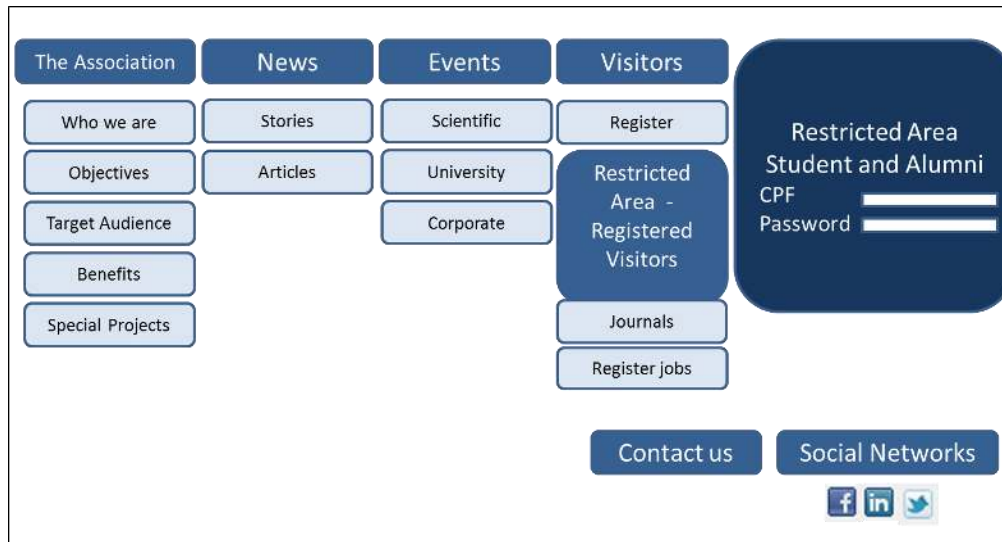 The Association
Who we are
Objectives
Target Audience
Benefits
Special Projects
News
Stories
Articles
Events
Scientific
University
Corporate
Visitors
Register
Restricted
Area -
Registered
Visitors
Journals
Register jobs
Restricted Area
Student and Alumni
CPF
Password
Contact us
Social Networks
f
in